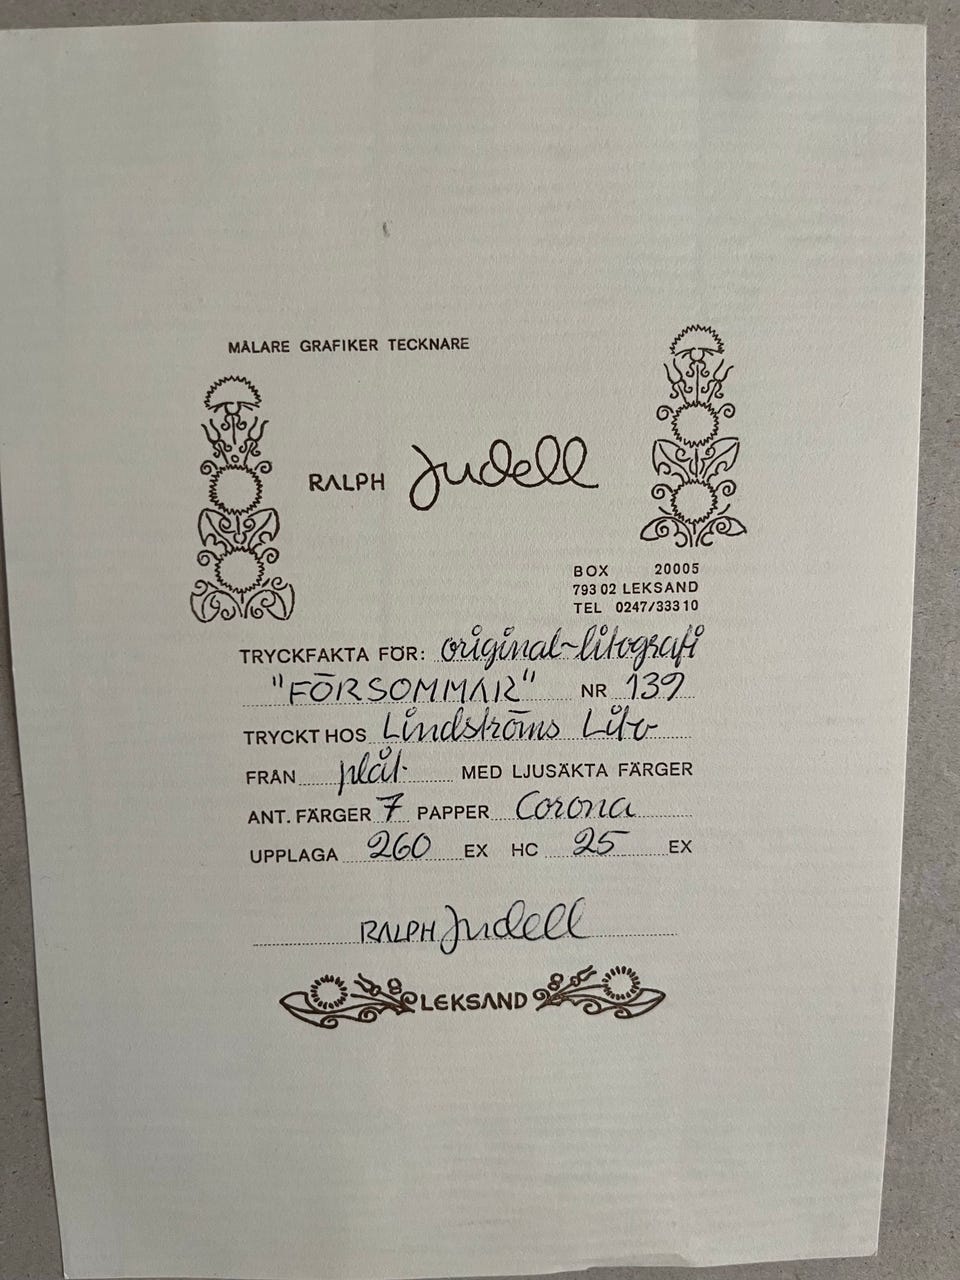 MÅLARE GRAFIKER TECKNARE
RALPH Judell
BOX 20005
793 02 LEKSAND
TEL 0247/333 10
TRYCKFAKTA FÖR: original-litografi
"FÖRSOMMAR" NR 139
TRYCKT HOS Lindströms Lito
FRÅN plåt MED LJUSÄKTA FÄRGER
ANT. FÄRGER 7 PAPPER Corona
UPPLAGA 260 EX HC 25 EX
RALPH Judell
LEKSAND